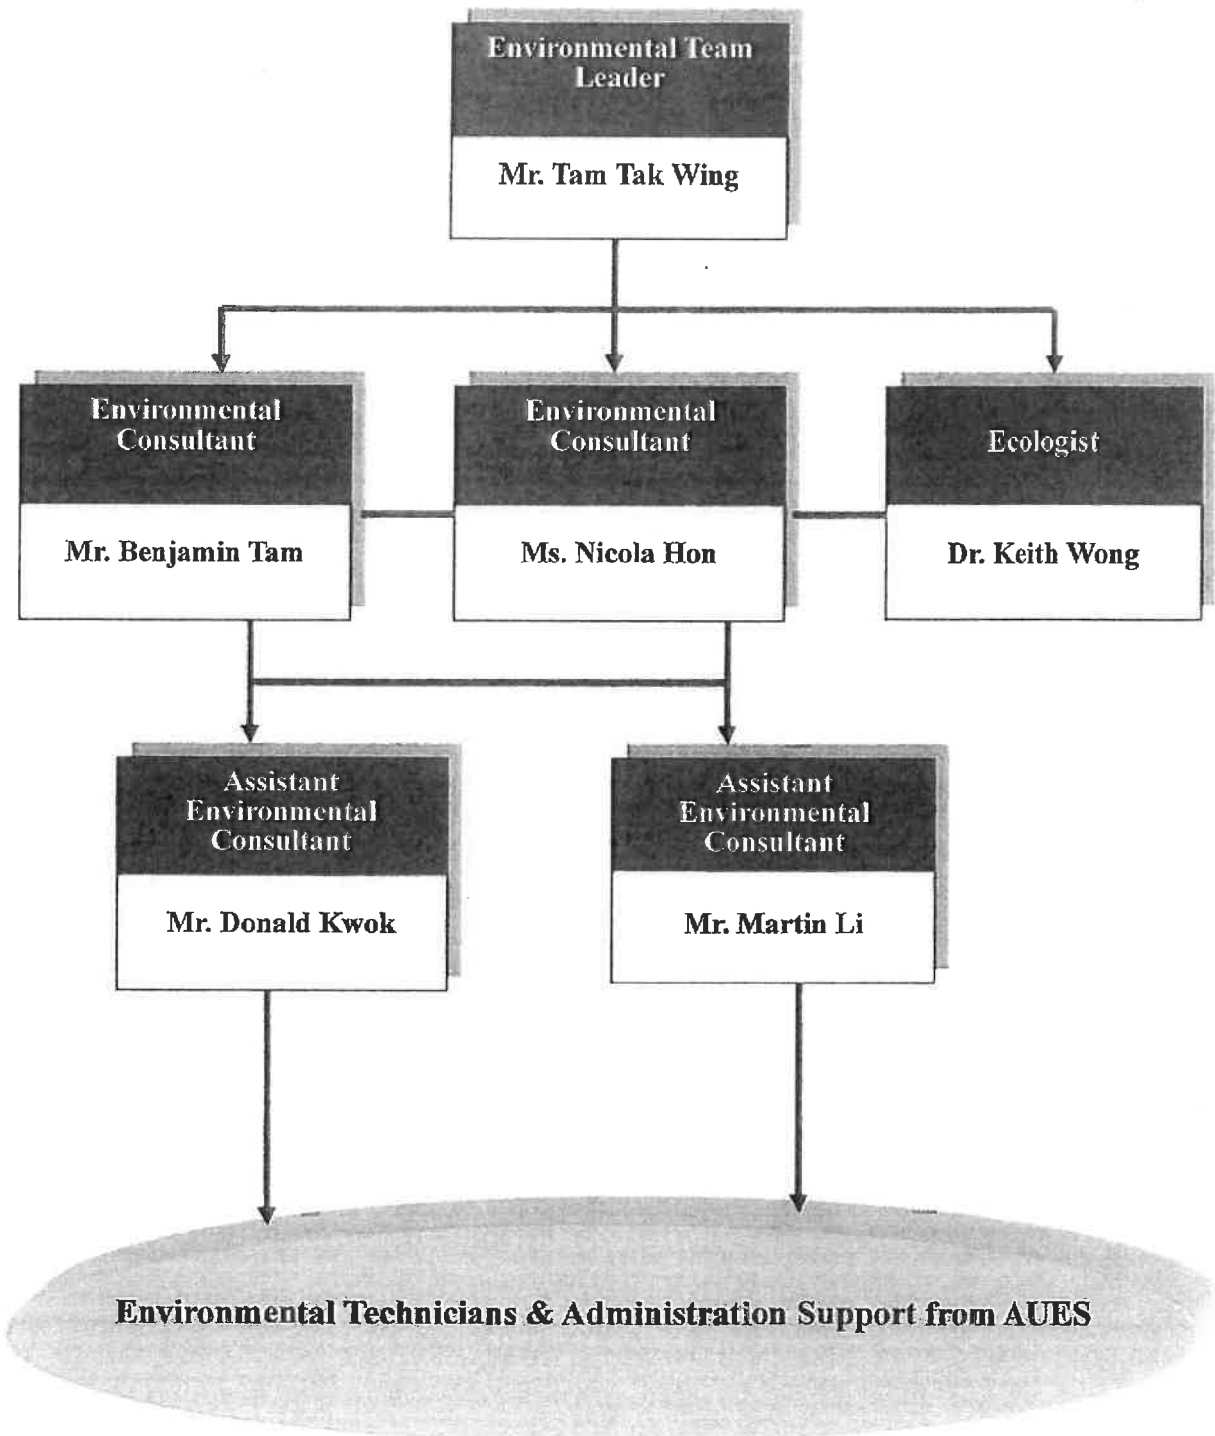 Environmental Team
Leader
Mr. Tam Tak Wing
Environmental
Consultant
Mr. Benjamin Tam
Environmental
Consultant
Ms. Nicola Hon
Ecologist
Dr. Keith Wong
Assistant
Environmental
Consultant
Mr. Donald Kwok
Assistant
Environmental
Consultant
Mr. Martin Li
Environmental Technicians & Administration Support from AUES